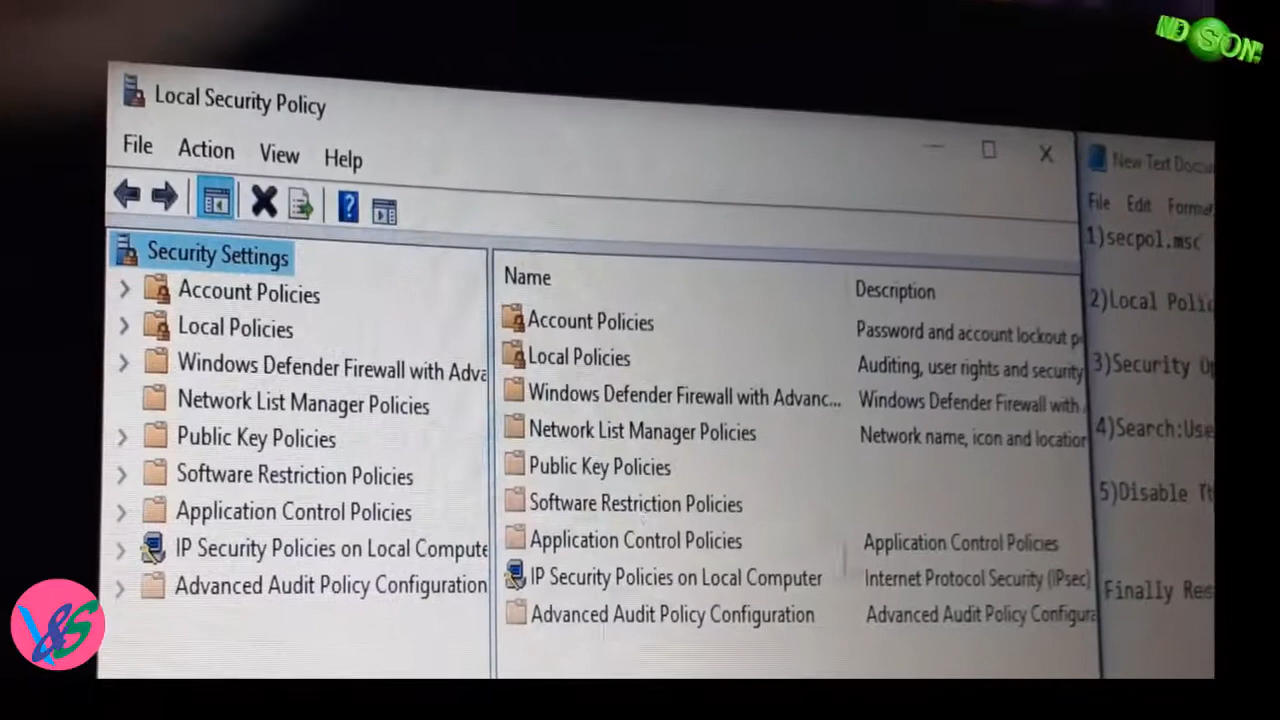 ND SONS
Local Security Policy
File Action View Help
Security Settings
Account Policies
Local Policies
Windows Defender Firewall with Adva
Network List Manager Policies
Public Key Policies
Software Restriction Policies
Application Control Policies
IP Security Policies on Local Compute
Advanced Audit Policy Configuration
Name Description
Account Policies Password and account lockout p
Local Policies Auditing, user rights and security
Windows Defender Firewall with Advanc... Windows Defender Firewall with
Network List Manager Policies Network name, icon and location
Public Key Policies
Software Restriction Policies
Application Control Policies Application Control Policies
IP Security Policies on Local Computer Internet Protocol Security (IPsec)
Advanced Audit Policy Configuration Advanced Audit Policy Configura
New Text Docu
File Edit Format
1)secpol.msc
2)Local Polic
3)Security Op
4)Search:Use
5)Disable Th
Finally Res
V&S